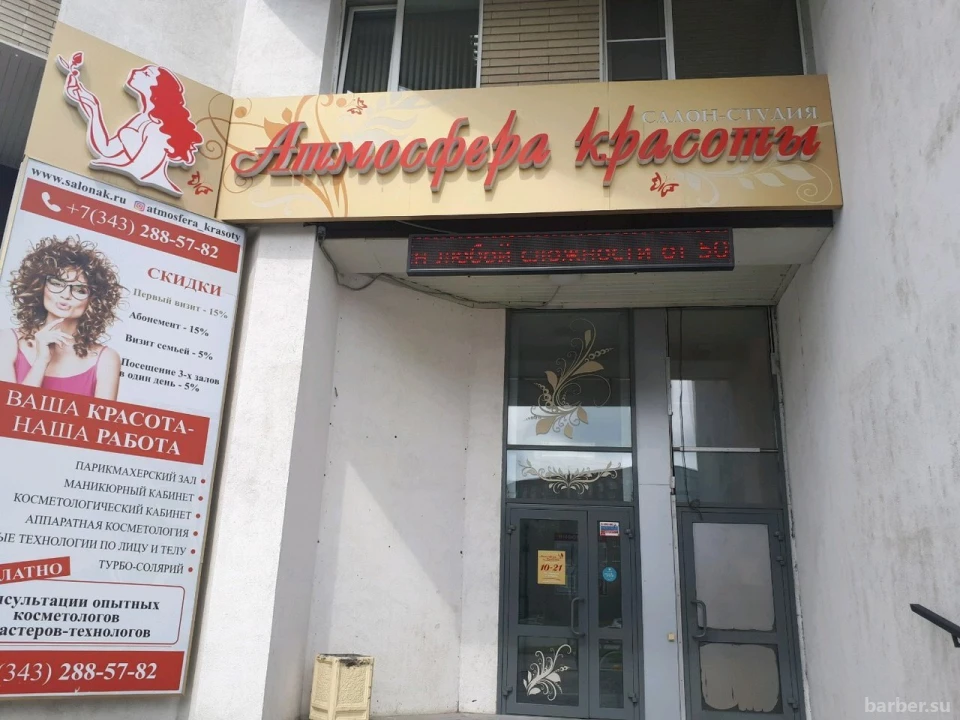 САЛОН-СТУДИЯ
Атмосфера красоты
www.salonak.ru atmosfera_krasoty
+7(343) 288-57-82
СКИДКИ
Первый визит - 15%
Абонемент - 15%
Визит семьей - 5%
Посещение 3-х залов
в один день - 5%
ВАША КРАСОТА-
НАША РАБОТА
ПАРИКМАХЕРСКИЙ ЗАЛ
МАНИКЮРНЫЙ КАБИНЕТ
КОСМЕТОЛОГИЧЕСКИЙ КАБИНЕТ
АППАРАТНАЯ КОСМЕТОЛОГИЯ
ЫЕ ТЕХНОЛОГИИ ПО ЛИЦУ И ТЕЛУ
ТУРБО-СОЛЯРИЙ
ЛАТНО
нсультации опытных
косметологов
астеров-технологов
(343) 288-57-82
н любой сложности от 50
10-21
barber.su